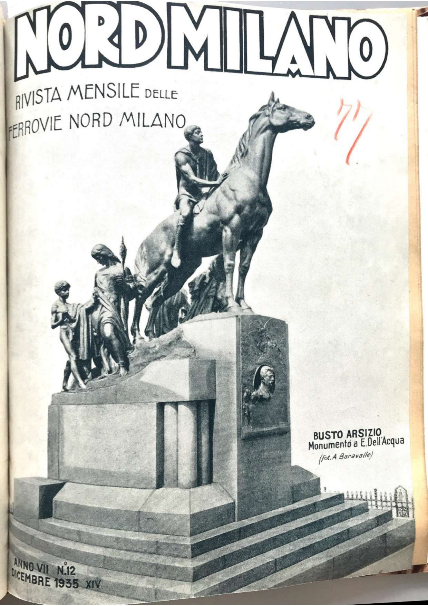 NORD MILANO
RIVISTA MENSILE DELLE
FERROVIE NORD MILANO
BUSTO ARSIZIO
Monumento a E. Dell'Acqua
(fot. A. Baravalle)
ANNO VII N.º 12
DICEMBRE 1935 XIV